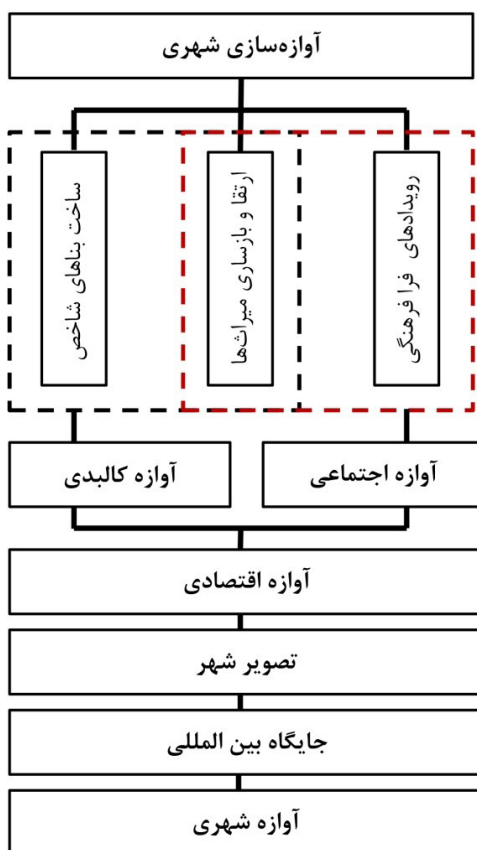 آوازه‌سازی شهری
رویدادهای فرا فرهنگی
ارتقا و بازسازی میراث‌ها
ساخت بناهای شاخص
آوازه اجتماعی
آوازه کالبدی
آوازه اقتصادی
تصویر شهر
جایگاه بین المللی
آوازه شهری